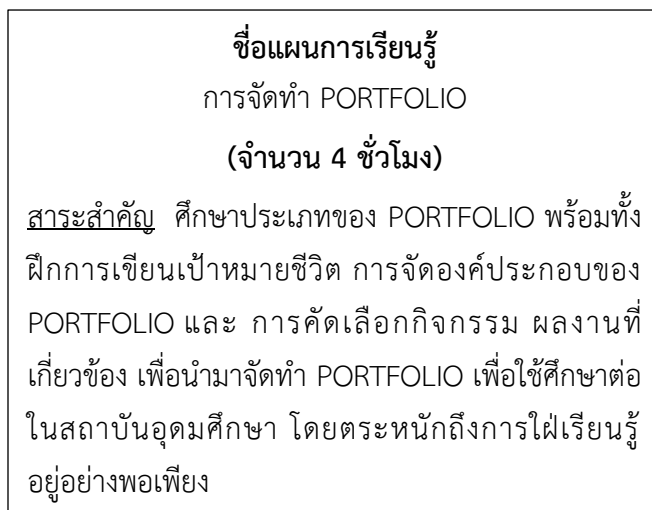 ชื่อแผนการเรียนรู้
การจัดทำ PORTFOLIO
(จำนวน 4 ชั่วโมง)
สาระสำคัญ ศึกษาประเภทของ PORTFOLIO พร้อมทั้ง
ฝึกการเขียนเป้าหมายชีวิต การจัดองค์ประกอบของ
PORTFOLIO และ การคัดเลือกกิจกรรม ผลงานที่
เกี่ยวข้อง เพื่อนำมาจัดทำ PORTFOLIO เพื่อใช้ศึกษาต่อ
ในสถาบันอุดมศึกษา โดยตระหนักถึงการใฝ่เรียนรู้
อยู่อย่างพอเพียง